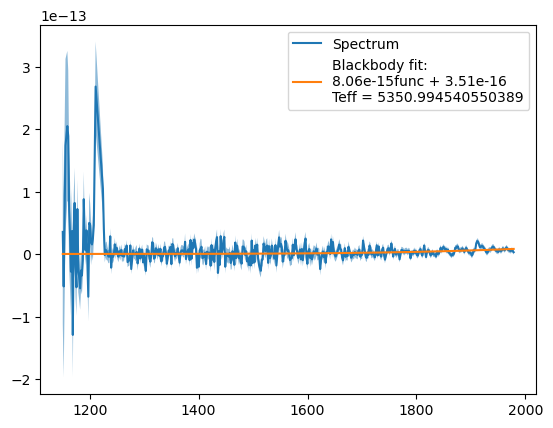 1e−13
3
2
1
0
−1
−2
1200
1400
1600
1800
2000
Spectrum
Blackbody fit:
8.06e-15func + 3.51e-16
Teff = 5350.994540550389